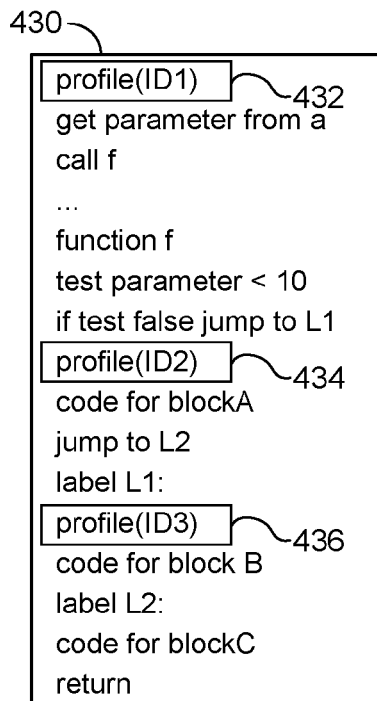 430
profile(ID1)
432
get parameter from a
call f
...
function f
test parameter < 10
if test false jump to L1
profile(ID2)
434
code for blockA
jump to L2
label L1:
profile(ID3)
436
code for block B
label L2:
code for blockC
return